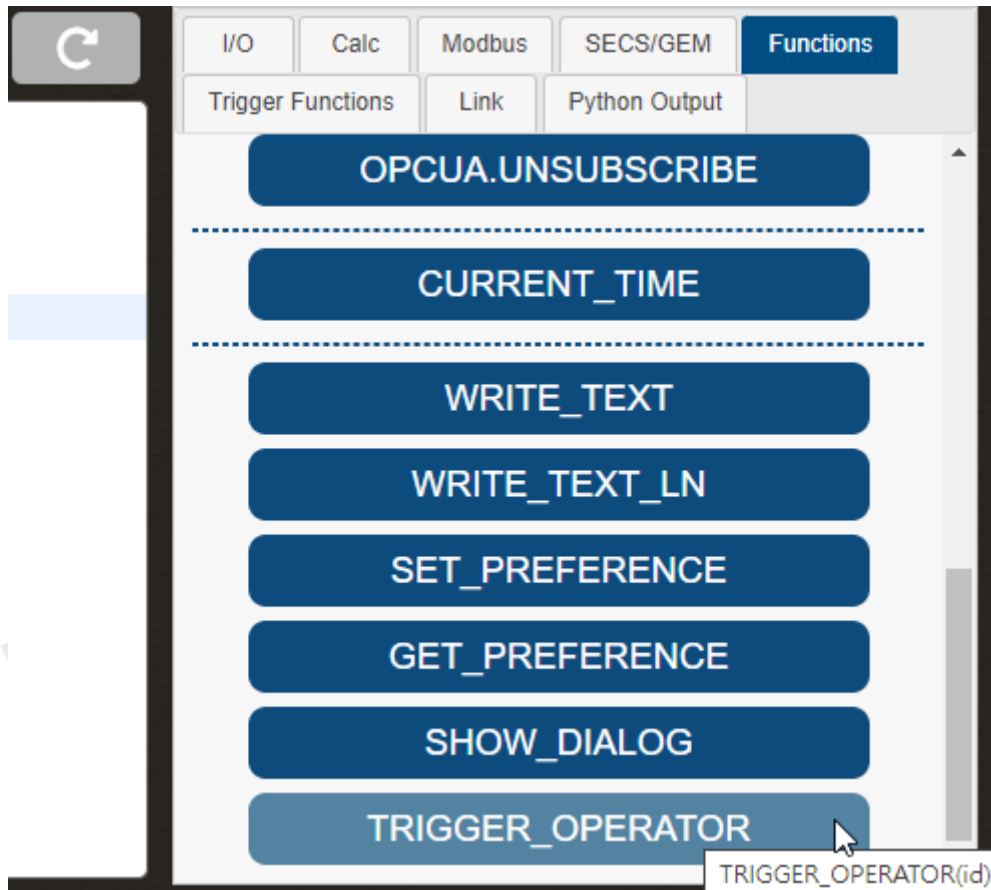 I/O Calc Modbus SECS/GEM Functions
Trigger Functions Link Python Output
OPCUA.UNSUBSCRIBE
CURRENT_TIME
WRITE_TEXT
WRITE_TEXT_LN
SET_PREFERENCE
GET_PREFERENCE
SHOW_DIALOG
TRIGGER_OPERATOR
TRIGGER_OPERATOR(id)